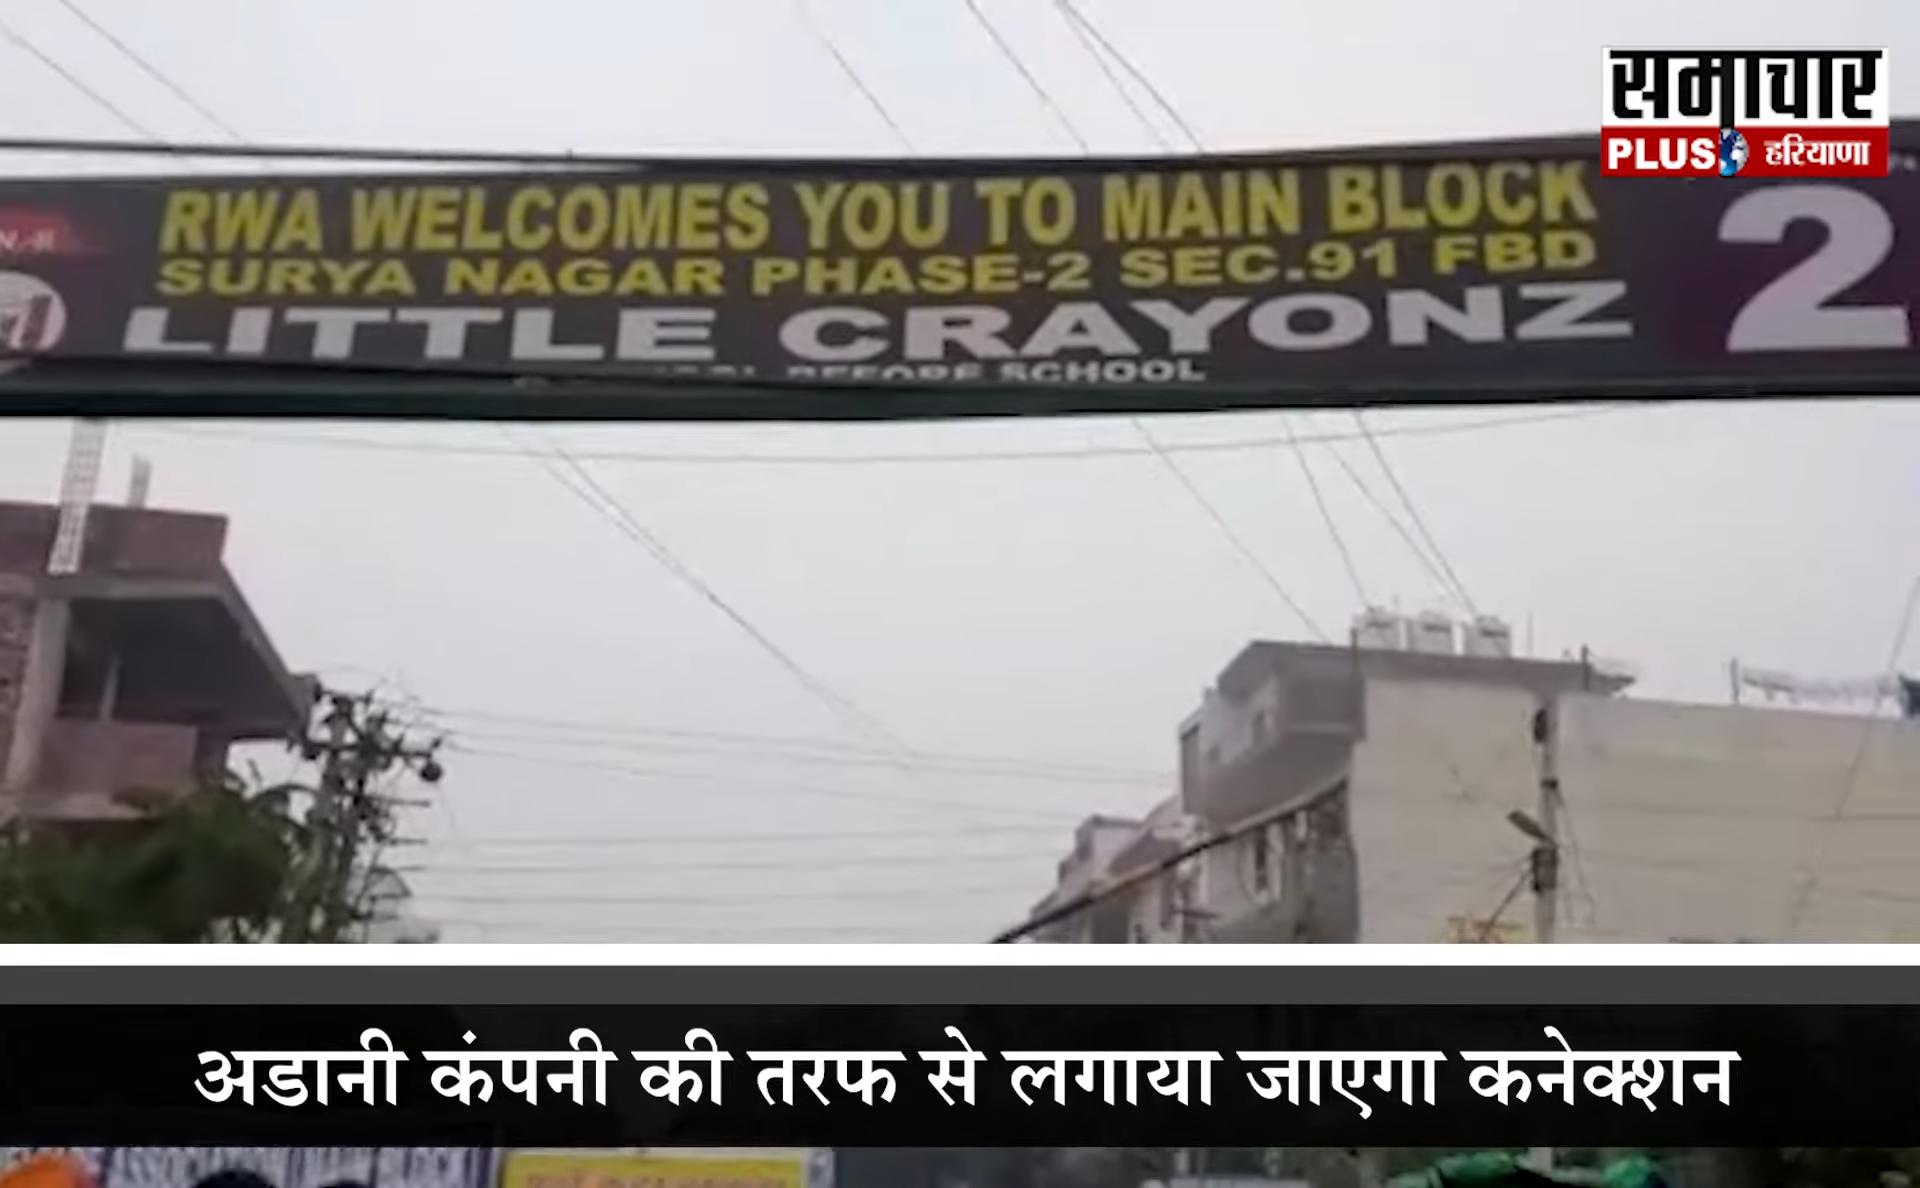 समाचार
PLUS हरियाणा
RWA WELCOMES YOU TO MAIN BLOCK
SURYA NAGAR PHASE-2 SEC.91 FBD
LITTLE CRAYONZ
BEFORE SCHOOL
2
अडानी कंपनी की तरफ से लगाया जाएगा कनेक्शन